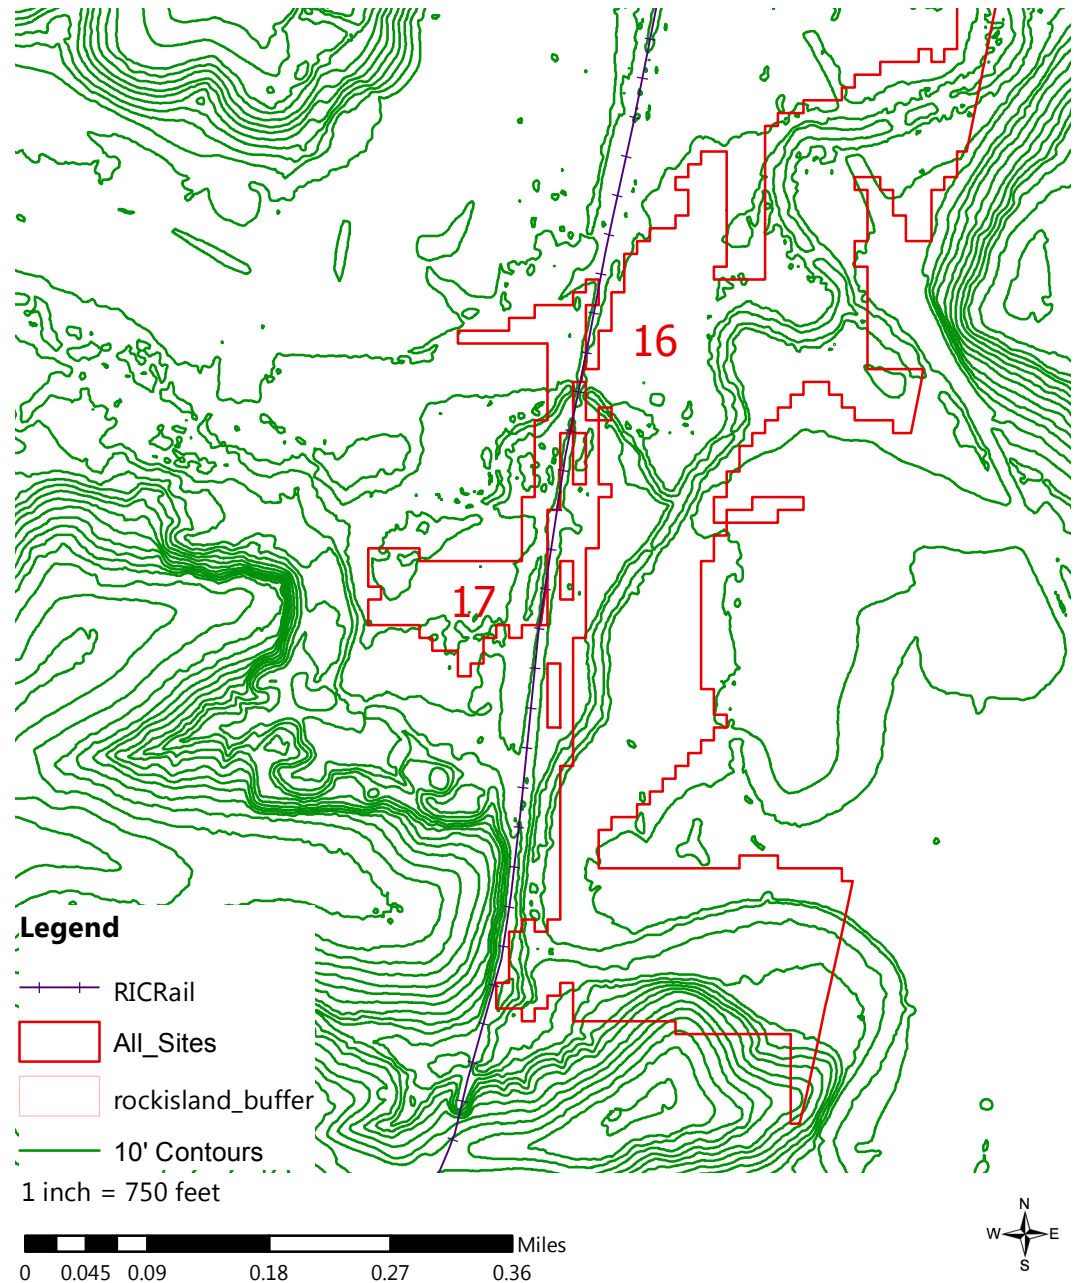 16
17
Legend
RICRail
All_Sites
rockisland_buffer
10' Contours
1 inch = 750 feet
Miles
0 0.045 0.09 0.18 0.27 0.36
N
W E
S